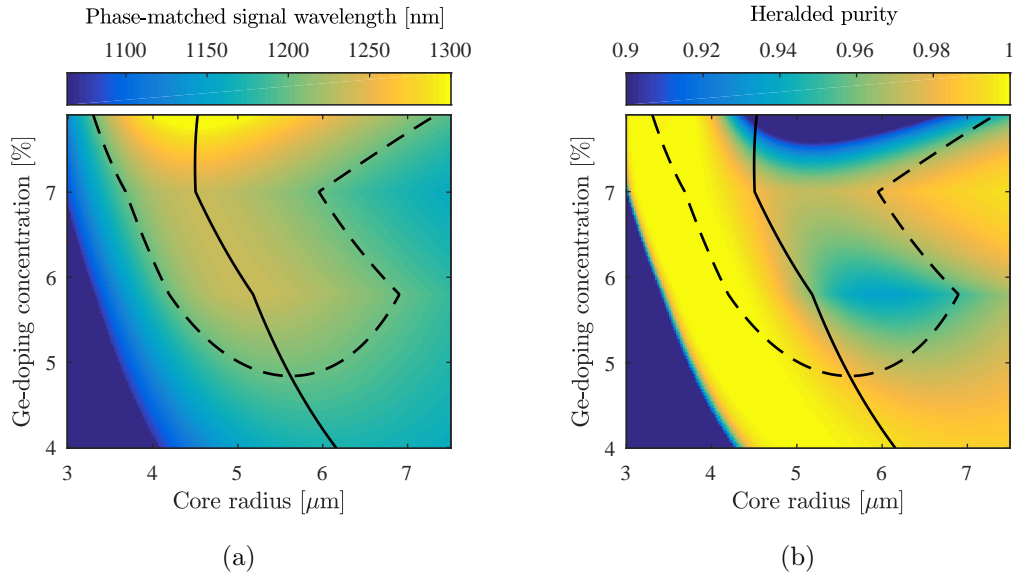 Phase-matched signal wavelength [nm]
1100 1150 1200 1250 1300
Ge-doping concentration [%]
7
6
5
4
3 4 5 6 7
Core radius [μm]
(a)
Heralded purity
0.9 0.92 0.94 0.96 0.98 1
Ge-doping concentration [%]
7
6
5
4
3 4 5 6 7
Core radius [μm]
(b)